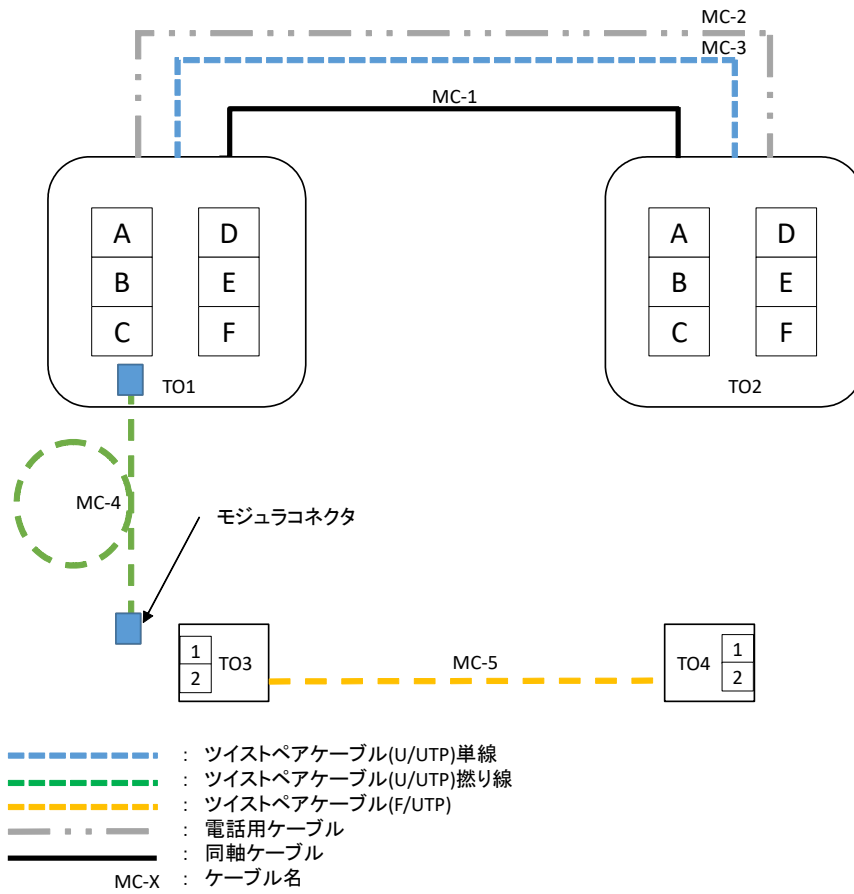 MC-2
MC-3
MC-1
A
B
C
D
E
F
TO1
A
B
C
D
E
F
TO2
MC-4
モジュラコネクタ
1
2
TO3
MC-5
TO4
1
2
: ツイストペアケーブル(U/UTP)単線
: ツイストペアケーブル(U/UTP)撚り線
: ツイストペアケーブル(F/UTP)
: 電話用ケーブル
: 同軸ケーブル
MC-X : ケーブル名